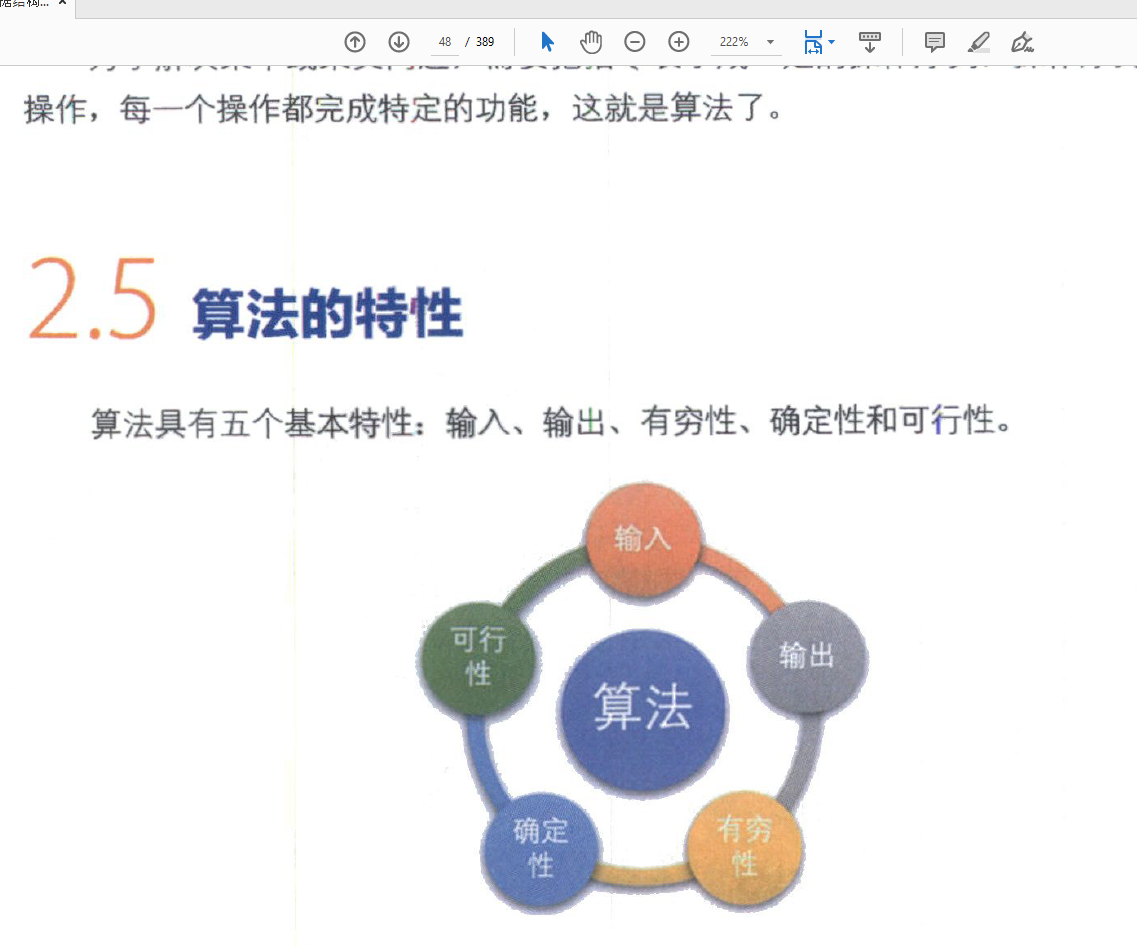 48 / 389
222%
操作，每一个操作都完成特定的功能，这就是算法了。
2.5 算法的特性
算法具有五个基本特性：输入、输出、有穷性、确定性和可行性。
输入
可行
性
输出
算法
确定
性
有穷
性